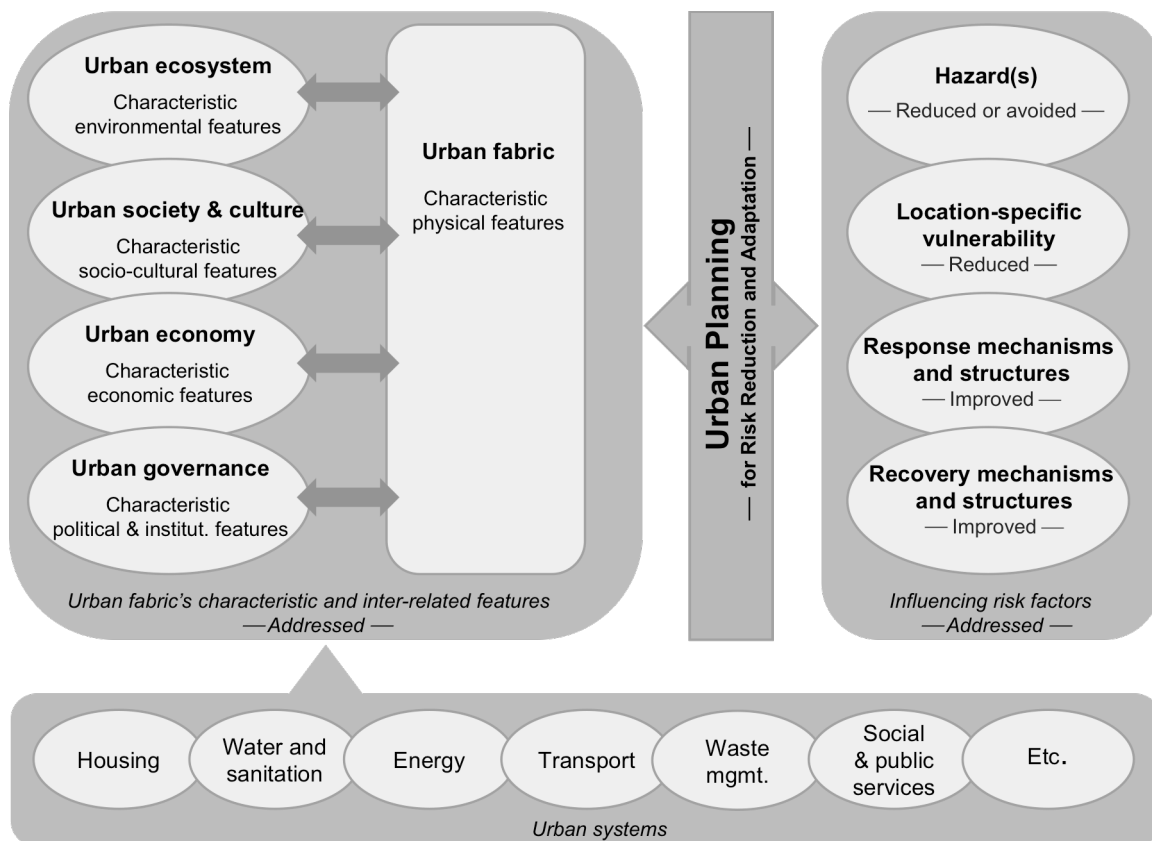 Urban ecosystem
Characteristic
environmental features
Urban society & culture
Characteristic
socio-cultural features
Urban economy
Characteristic
economic features
Urban governance
Characteristic
political & institut. features
Urban fabric
Characteristic
physical features
Urban fabric's characteristic and inter-related features
— Addressed —
Urban Planning
— for Risk Reduction and Adaptation —
Hazard(s)
— Reduced or avoided —
Location-specific
vulnerability
— Reduced —
Response mechanisms
and structures
— Improved —
Recovery mechanisms
and structures
— Improved —
Influencing risk factors
— Addressed —
Housing
Water and
sanitation
Energy
Transport
Waste
mgmt.
Social
& public
services
Etc.
Urban systems